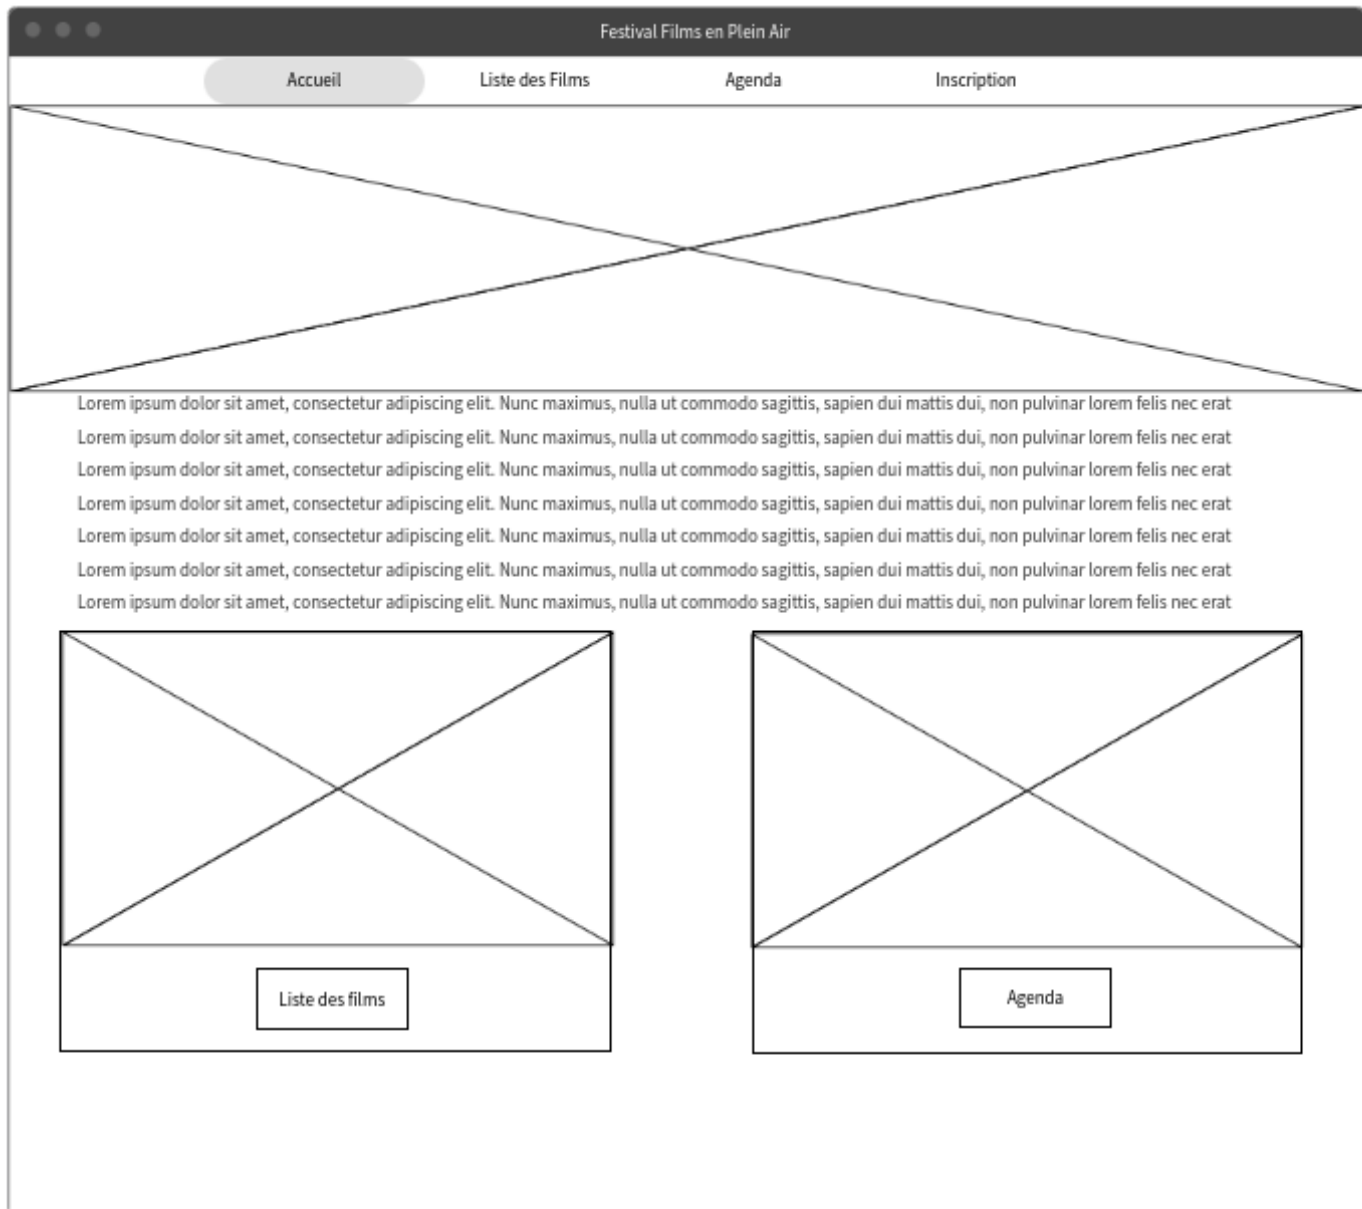 Festival Films en Plein Air
Accueil Liste des Films Agenda Inscription
Lorem ipsum dolor sit amet, consectetur adipiscing elit. Nunc maximus, nulla ut commodo sagittis, sapien dui mattis dui, non pulvinar lorem felis nec erat
Lorem ipsum dolor sit amet, consectetur adipiscing elit. Nunc maximus, nulla ut commodo sagittis, sapien dui mattis dui, non pulvinar lorem felis nec erat
Lorem ipsum dolor sit amet, consectetur adipiscing elit. Nunc maximus, nulla ut commodo sagittis, sapien dui mattis dui, non pulvinar lorem felis nec erat
Lorem ipsum dolor sit amet, consectetur adipiscing elit. Nunc maximus, nulla ut commodo sagittis, sapien dui mattis dui, non pulvinar lorem felis nec erat
Lorem ipsum dolor sit amet, consectetur adipiscing elit. Nunc maximus, nulla ut commodo sagittis, sapien dui mattis dui, non pulvinar lorem felis nec erat
Lorem ipsum dolor sit amet, consectetur adipiscing elit. Nunc maximus, nulla ut commodo sagittis, sapien dui mattis dui, non pulvinar lorem felis nec erat
Lorem ipsum dolor sit amet, consectetur adipiscing elit. Nunc maximus, nulla ut commodo sagittis, sapien dui mattis dui, non pulvinar lorem felis nec erat
Liste des films
Agenda